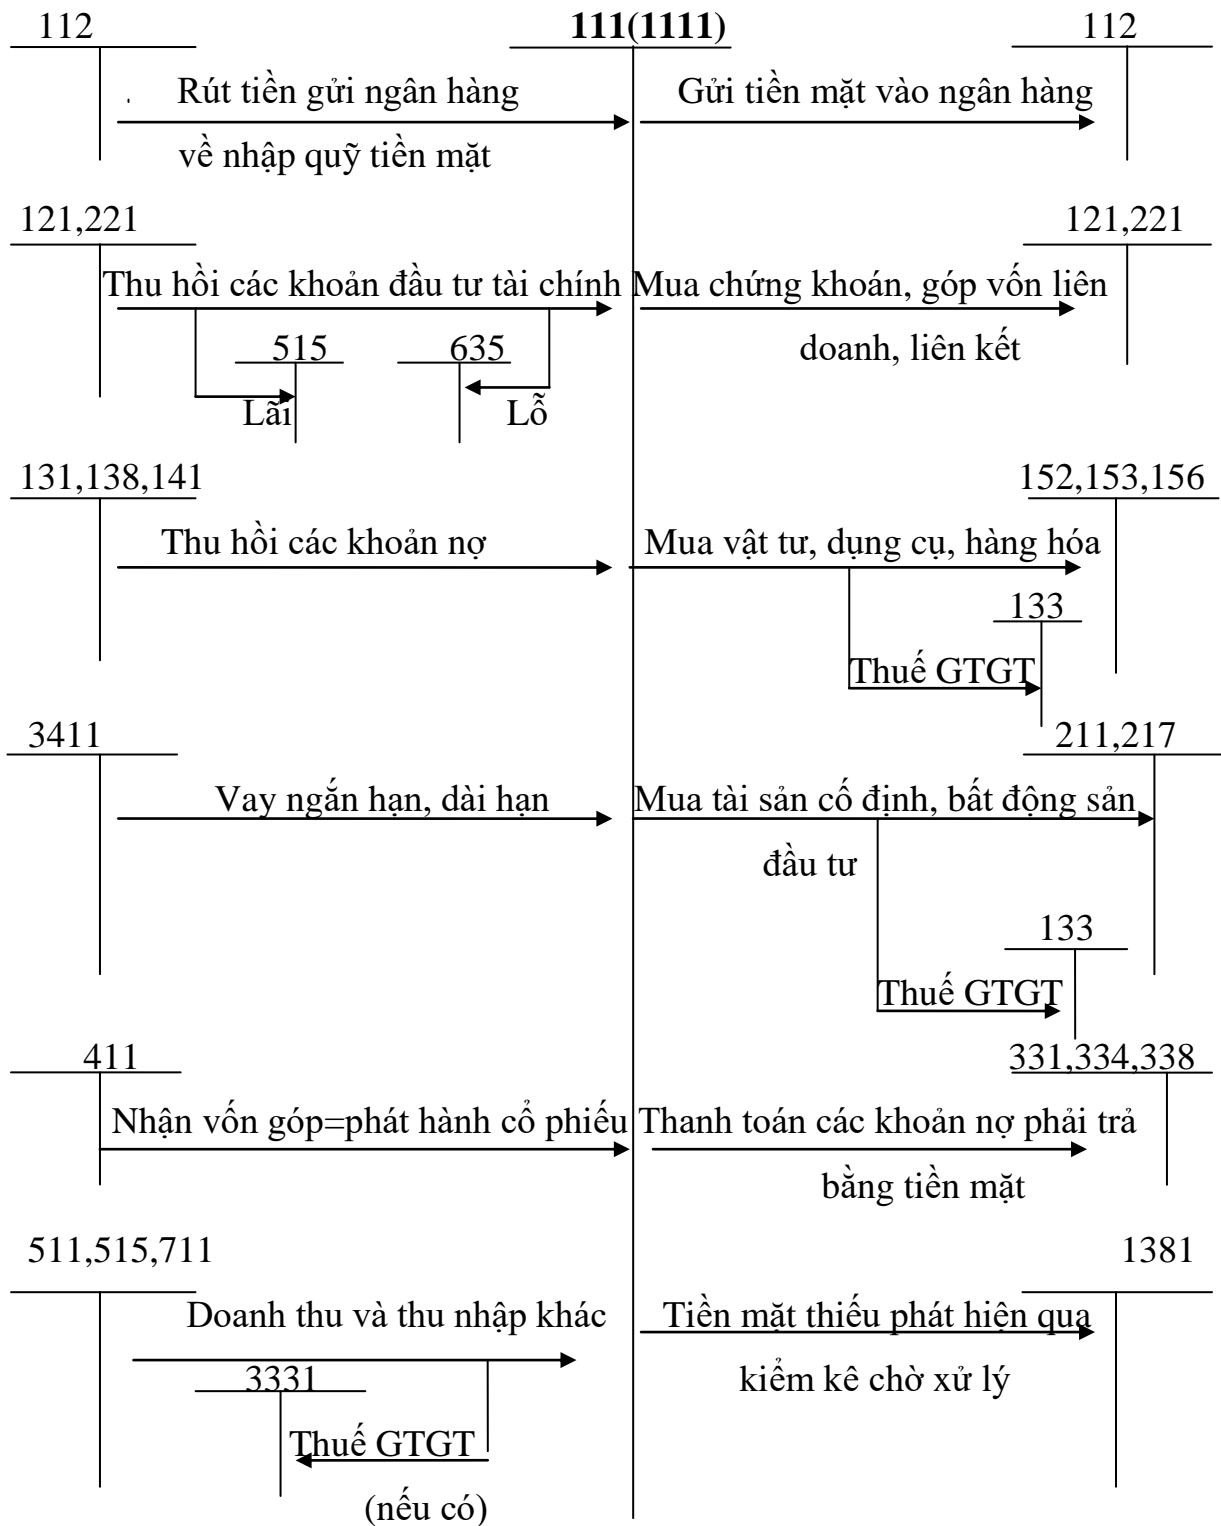 112
111(1111)
112
Rút tiền gửi ngân hàng
Gửi tiền mặt vào ngân hàng
về nhập quỹ tiền mặt
121,221
121,221
Thu hồi các khoản đầu tư tài chính
Mua chứng khoán, góp vốn liên
515
635
doanh, liên kết
Lãi
Lỗ
131,138,141
152,153,156
Thu hồi các khoản nợ
Mua vật tư, dụng cụ, hàng hóa
133
Thuế GTGT
3411
211,217
Vay ngắn hạn, dài hạn
Mua tài sản cố định, bất động sản
đầu tư
133
Thuế GTGT
411
331,334,338
Nhận vốn góp=phát hành cổ phiếu
Thanh toán các khoản nợ phải trả
bằng tiền mặt
511,515,711
1381
Doanh thu và thu nhập khác
Tiền mặt thiếu phát hiện qua
3331
kiểm kê chờ xử lý
Thuế GTGT
(nếu có)